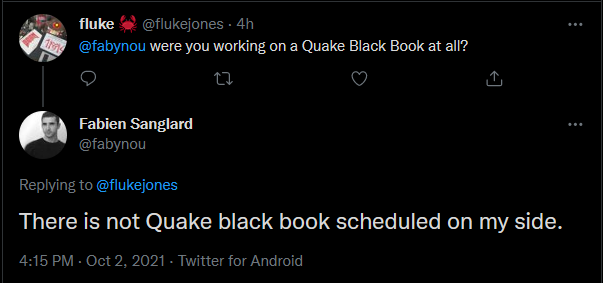 fluke 🦀 @flukejones · 4h
@fabynou were you working on a Quake Black Book at all?
Fabien Sanglard
@fabynou
Replying to @flukejones
There is not Quake black book scheduled on my side.
4:15 PM · Oct 2, 2021 · Twitter for Android